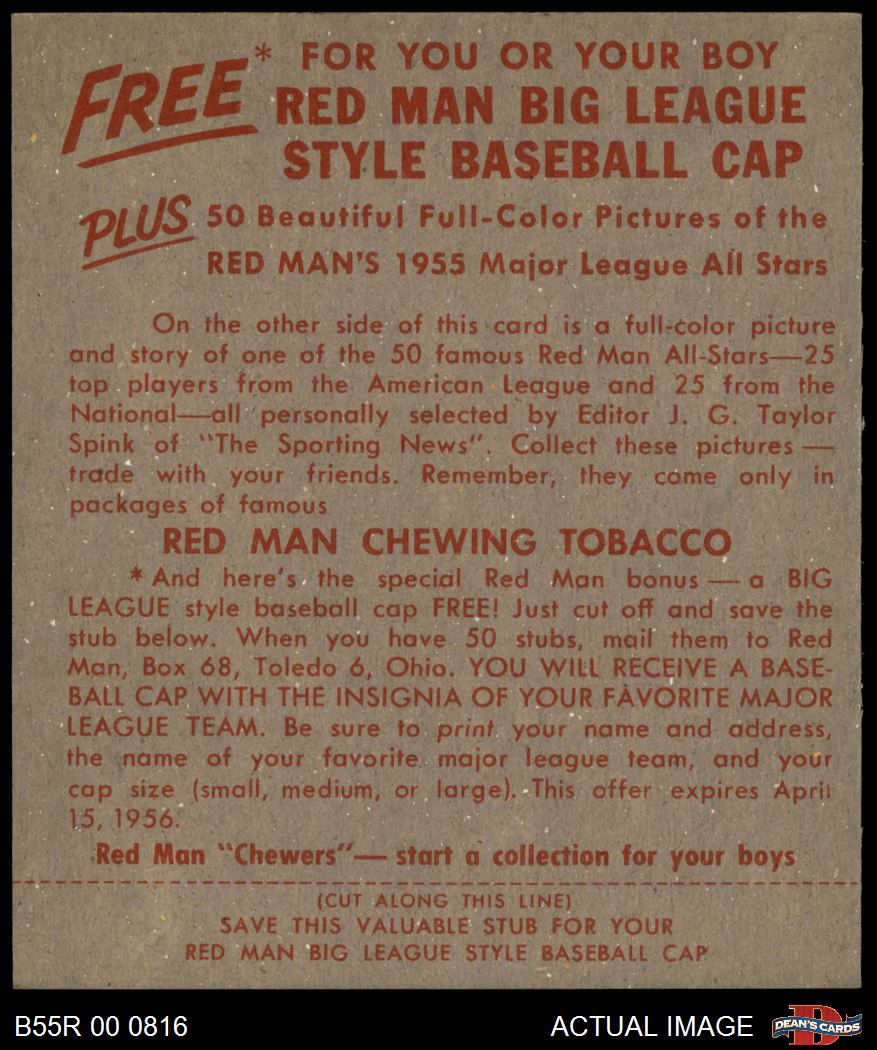 FREE* FOR YOU OR YOUR BOY
RED MAN BIG LEAGUE
STYLE BASEBALL CAP
PLUS 50 Beautiful Full-Color Pictures of the
RED MAN'S 1955 Major League All Stars
On the other side of this card is a full-color picture
and story of one of the 50 famous Red Man All-Stars—25
top players from the American League and 25 from the
National—all personally selected by Editor J. G. Taylor
Spink of "The Sporting News". Collect these pictures —
trade with your friends. Remember, they come only in
packages of famous
RED MAN CHEWING TOBACCO
*And here's the special Red Man bonus — a BIG
LEAGUE style baseball cap FREE! Just cut off and save the
stub below. When you have 50 stubs, mail them to Red
Man, Box 68, Toledo 6, Ohio. YOU WILL RECEIVE A BASE-
BALL CAP WITH THE INSIGNIA OF YOUR FAVORITE MAJOR
LEAGUE TEAM. Be sure to print your name and address,
the name of your favorite major league team, and your
cap size (small, medium, or large). This offer expires April
15, 1956.
Red Man "Chewers"— start a collection for your boys
(CUT ALONG THIS LINE)
SAVE THIS VALUABLE STUB FOR YOUR
RED MAN BIG LEAGUE STYLE BASEBALL CAP
B55R 00 0816 ACTUAL IMAGE DEAN'S CARDS